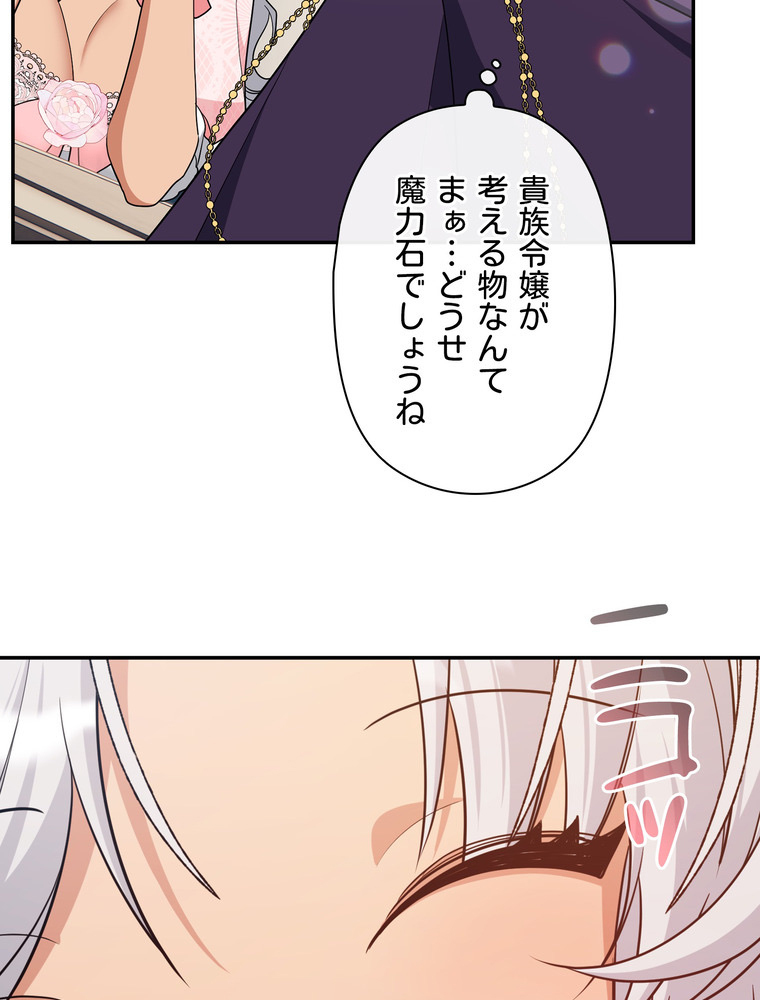 貴族令嬢が
考える物なんて
まぁ…どうせ
魔力石でしょうね
ニコッ